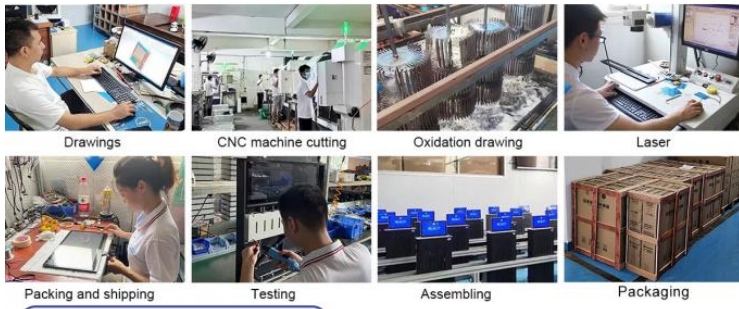 Drawings
CNC machine cutting
Oxidation drawing
Laser
Packing and shipping
Testing
Assembling
Packaging